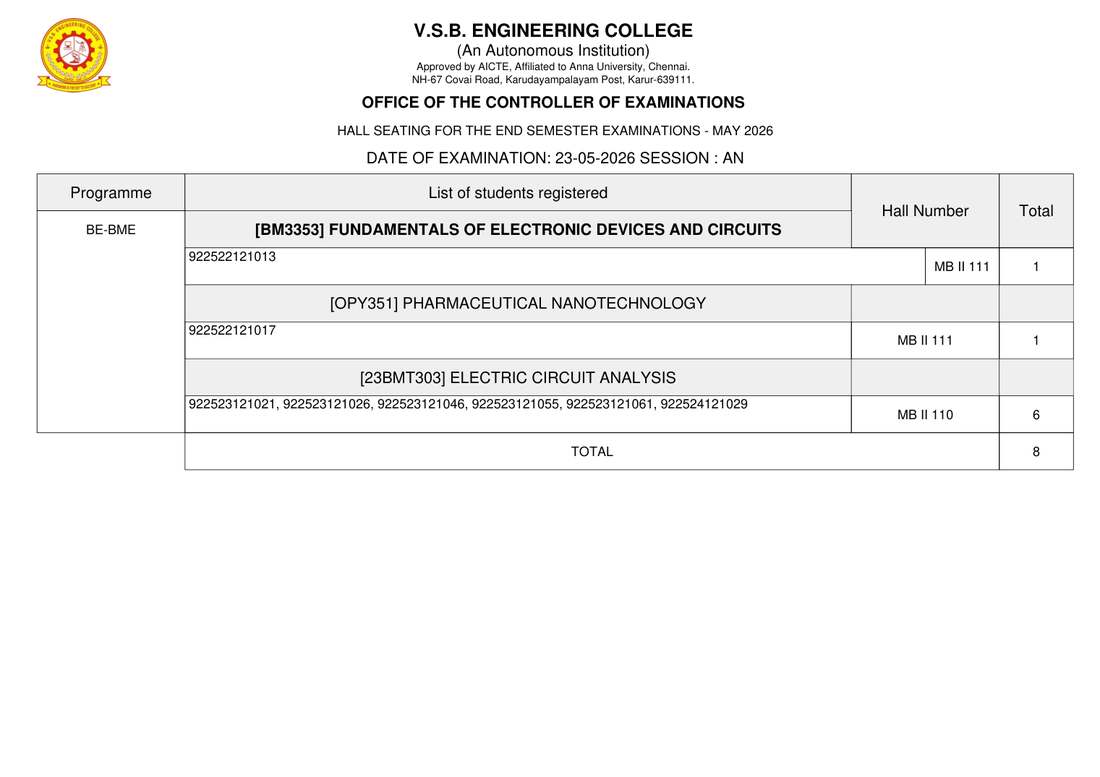 V.S.B. ENGINEERING COLLEGE
(An Autonomous Institution)
Approved by AICTE, Affiliated to Anna University, Chennai.
NH-67 Covai Road, Karudayampalayam Post, Karur-639111.
OFFICE OF THE CONTROLLER OF EXAMINATIONS
HALL SEATING FOR THE END SEMESTER EXAMINATIONS - MAY 2026
DATE OF EXAMINATION: 23-05-2026 SESSION : AN
Programme List of students registered Hall Number Total
BE-BME [BM3353] FUNDAMENTALS OF ELECTRONIC DEVICES AND CIRCUITS
922522121013 MB II 111 1
[OPY351] PHARMACEUTICAL NANOTECHNOLOGY
922522121017 MB II 111 1
[23BMT303] ELECTRIC CIRCUIT ANALYSIS
922523121021, 922523121026, 922523121046, 922523121055, 922523121061, 922524121029 MB II 110 6
TOTAL 8